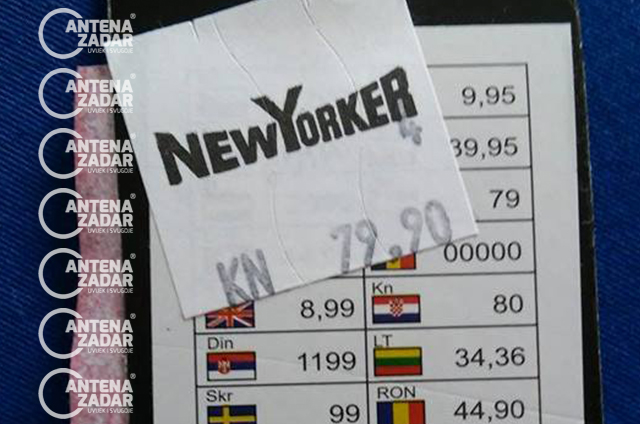 ANTENA
ZADAR
UVIJEK I SVUGDJE
ANTENA
ZADAR
UVIJEK I SVUGDJE
ANTENA
ZADAR
UVIJEK I SVUGDJE
ANTENA
ZADAR
UVIJEK I SVUGDJE
ANTENA
ZADAR
UVIJEK I SVUGDJE
ANTENA
ZADAR
UVIJEK I SVUGDJE
ANTENA
ZADAR
UVIJEK I SVUGDJE
NEWYORKER
KN 79,90
9,95
39,95
79
00000
8,99
Kn 80
Din 1199
LT 34,36
Skr 99
RON 44,90